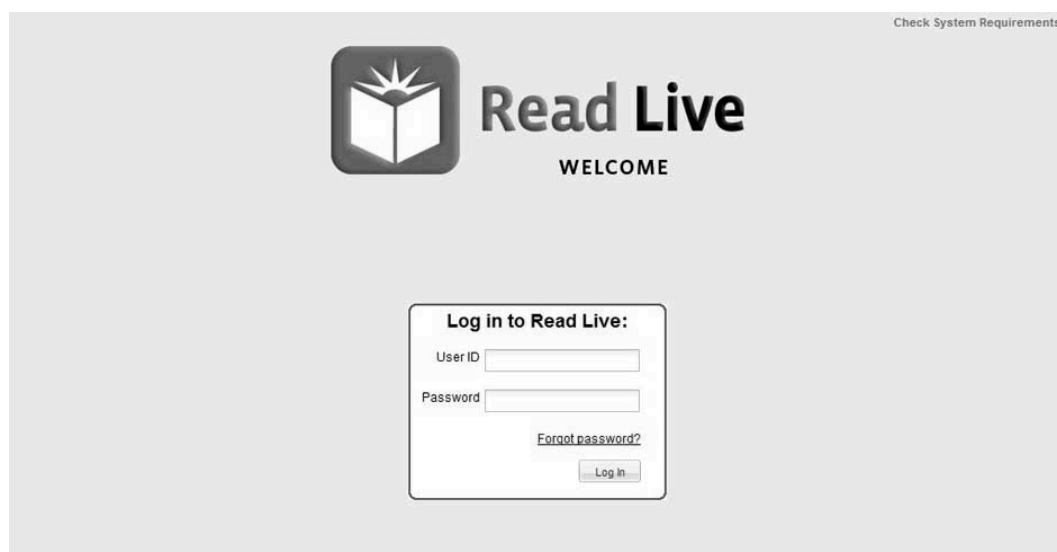 Check System Requirements
Read Live
WELCOME
Log in to Read Live:
User ID
Password
Forgot password?
Log In